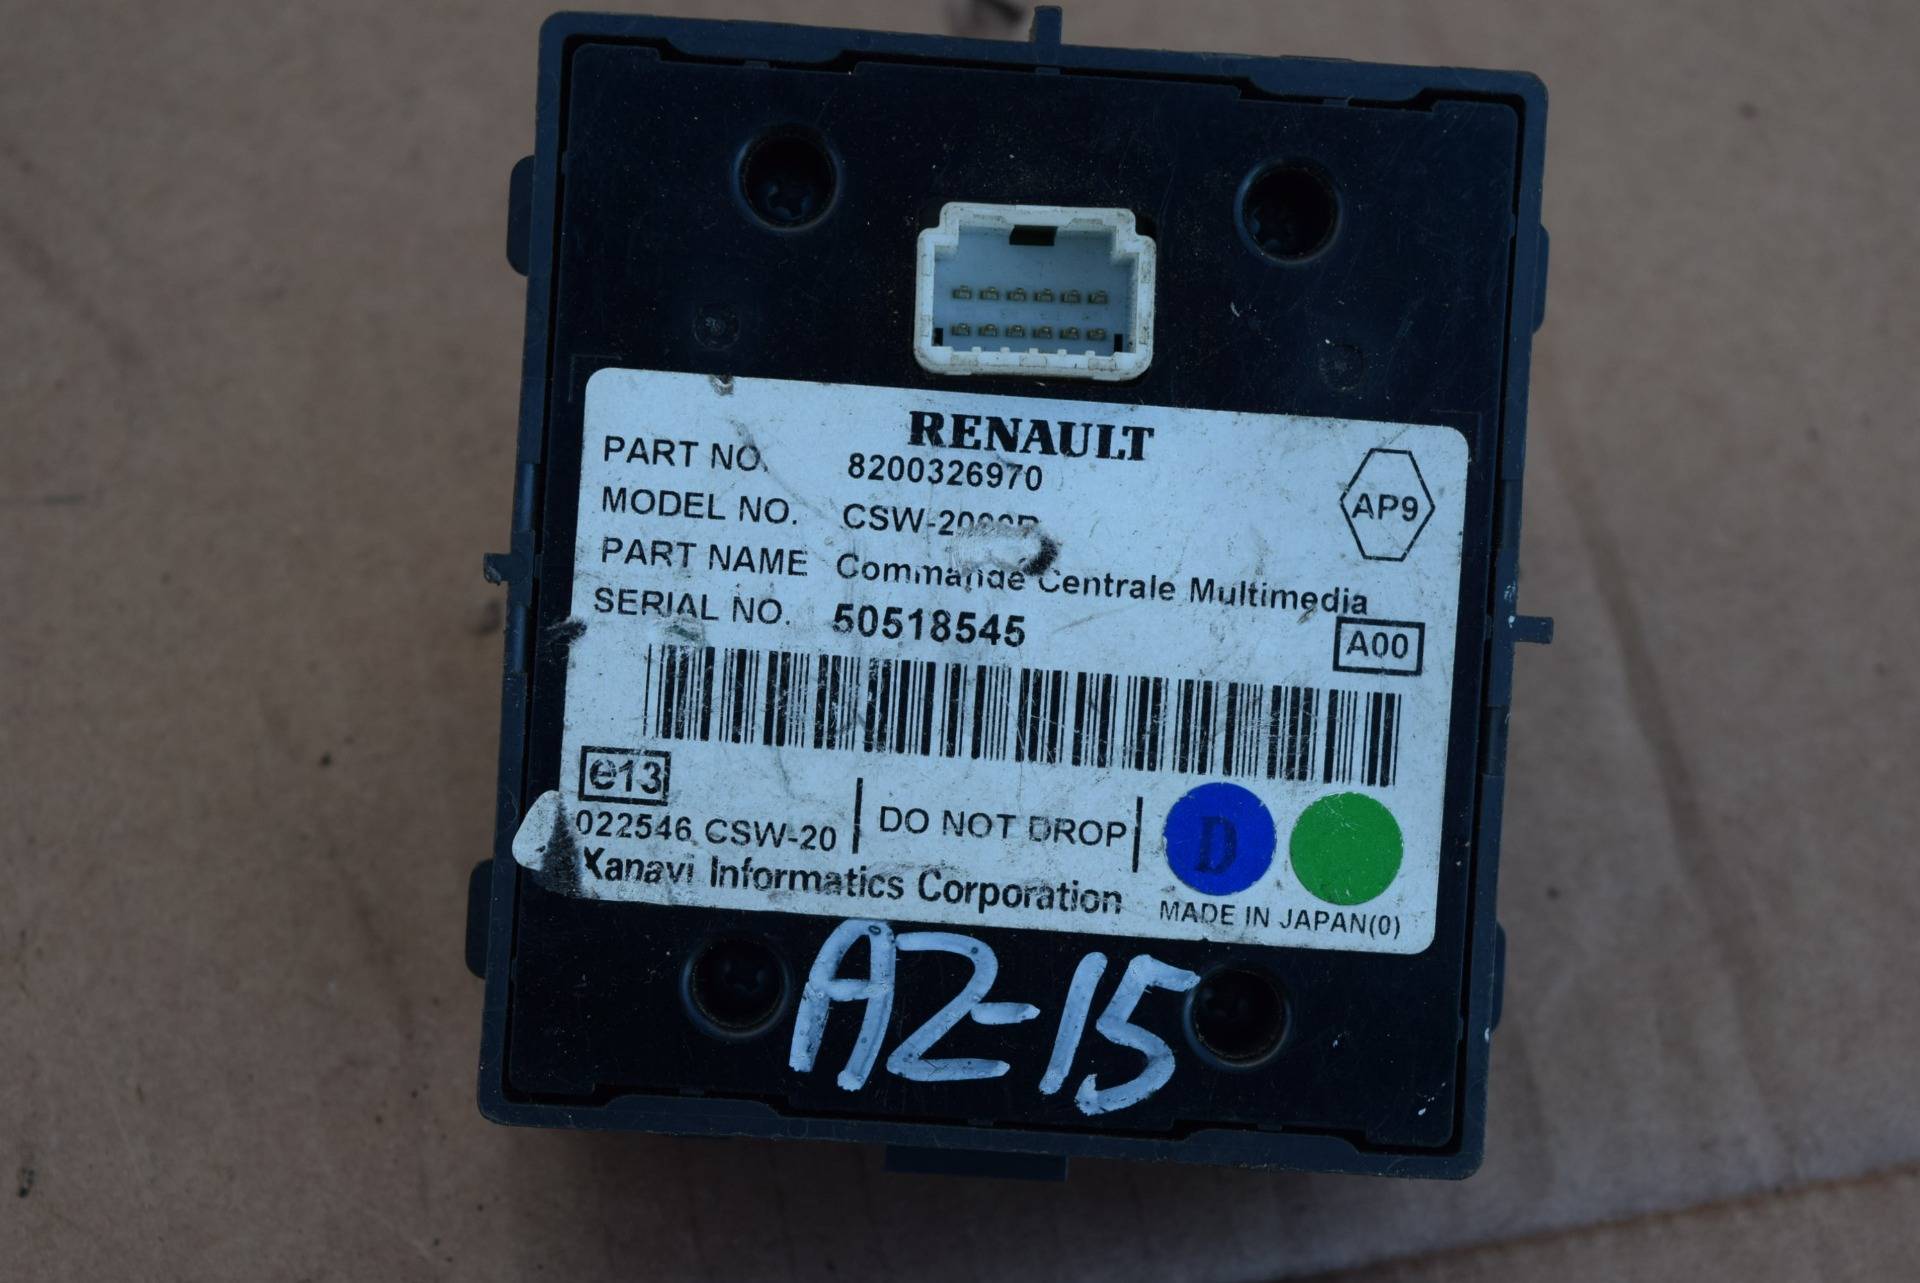 RENAULT
PART NO. 8200326970
MODEL NO.
PART NAME Commande Centrale Multimedia
SERIAL NO. 50518545
AP9
A00
e13
022546 CSW-20 DO NOT DROP D
Xanavi Informatics Corporation MADE IN JAPAN(0)
A2-15